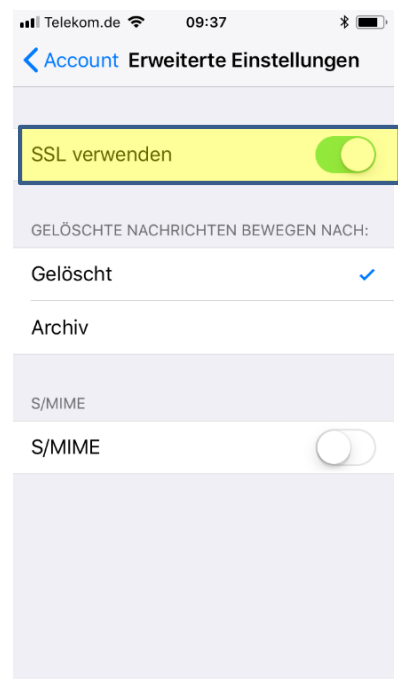 Telekom.de 09:37
Account Erweiterte Einstellungen
SSL verwenden
GELÖSCHTE NACHRICHTEN BEWEGEN NACH:
Gelöscht
Archiv
S/MIME
S/MIME